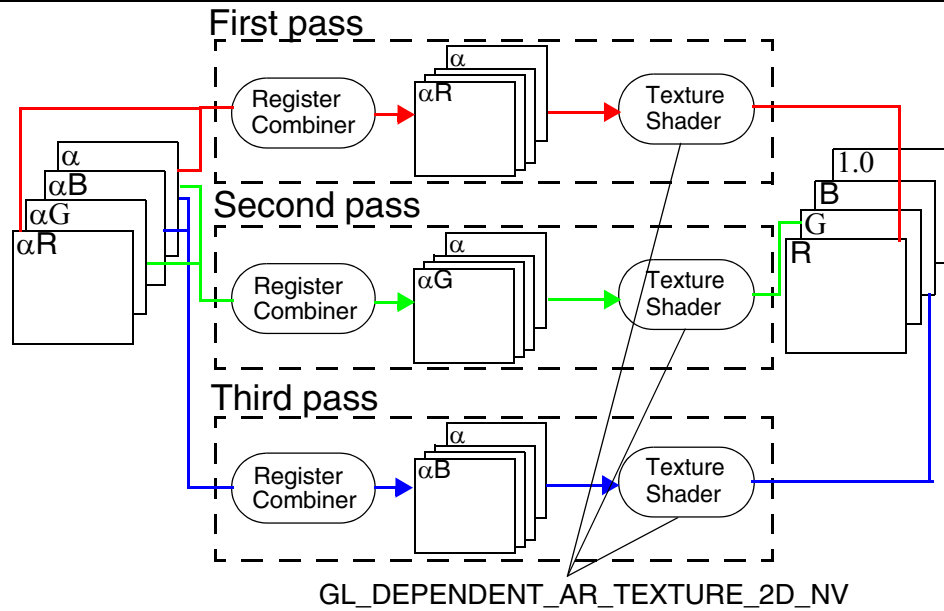 First pass
Register
Combiner
α
αR
Texture
Shader
α
αB
αG
αR
Second pass
Register
Combiner
α
αG
Texture
Shader
1.0
B
G
R
Third pass
Register
Combiner
α
αB
Texture
Shader
GL_DEPENDENT_AR_TEXTURE_2D_NV